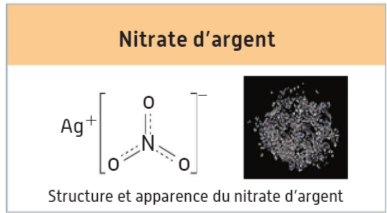 Nitrate d'argent
O
Ag+ [ N ]−
O O
Structure et apparence du nitrate d'argent